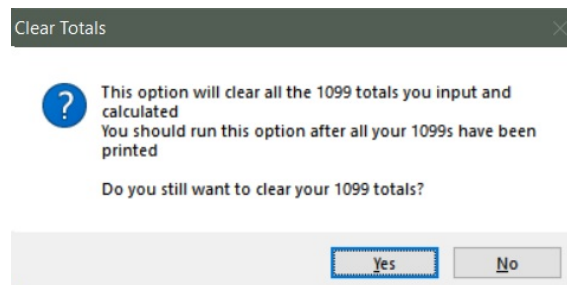 Clear Totals
This option will clear all the 1099 totals you input and
calculated
You should run this option after all your 1099s have been
printed
Do you still want to clear your 1099 totals?
Yes
No